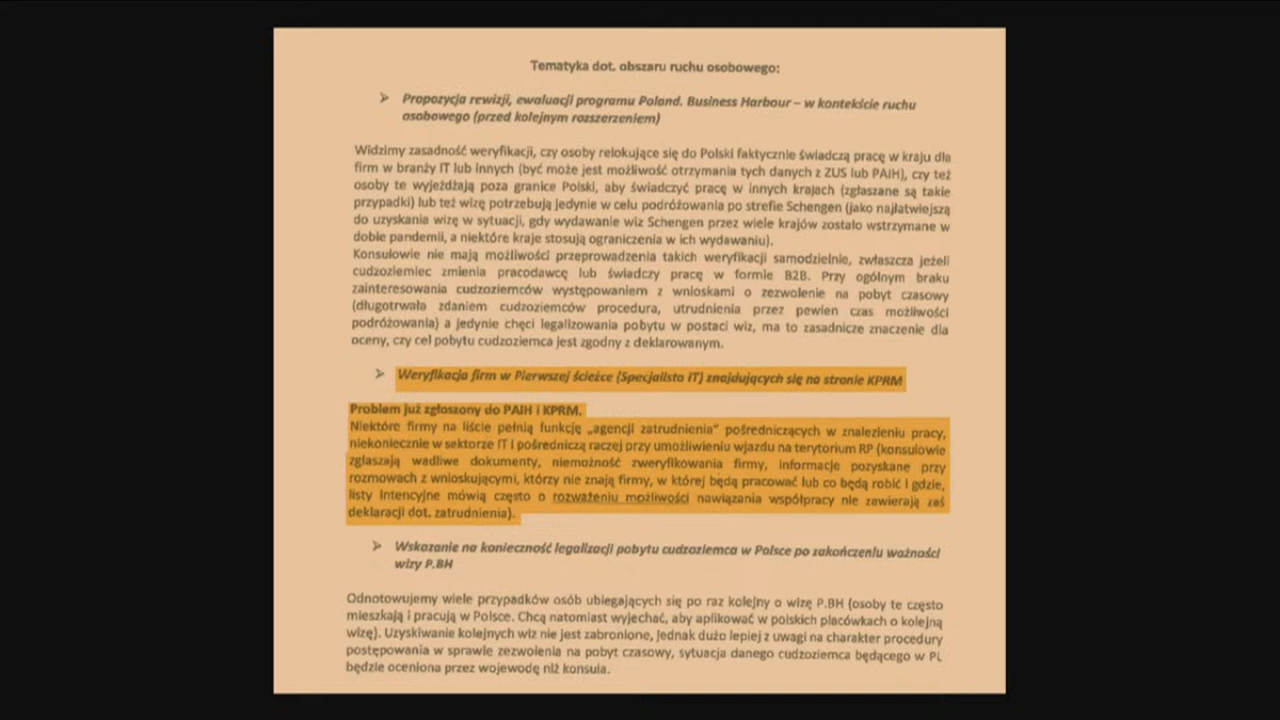 Tematyka dot. obszaru ruchu osobowego:
➢ Propozycja rewizji, ewaluacji programu Poland. Business Harbour – w kontekście ruchu
osobowego (przed kolejnym rozszerzeniem)
Widzimy zasadność weryfikacji, czy osoby relokujące się do Polski faktycznie świadczą pracę w kraju dla
firm w branży IT lub innych (być może jest możliwość otrzymania tych danych z ZUS lub PAIH), czy też
osoby te wyjeżdżają poza granice Polski, aby świadczyć pracę w innych krajach (zgłaszane są takie
przypadki) lub też wizę potrzebują jedynie w celu podróżowania po strefie Schengen (jako najłatwiejszą
do uzyskania wizę w sytuacji, gdy wydawanie wiz Schengen przez wiele krajów zostało wstrzymane w
dobie pandemii, a niektóre kraje stosują ograniczenia w ich wydawaniu).
Konsulowie nie mają możliwości przeprowadzenia takich weryfikacji samodzielnie, zwłaszcza jeżeli
cudzoziemiec zmienia pracodawcę lub świadczy pracę w formie B2B. Przy ogólnym braku
zainteresowania cudzoziemców występowaniem z wnioskami o zezwolenie na pobyt czasowy
(długotrwała zdaniem cudzoziemców procedura, utrudnienia przez pewien czas możliwości
podróżowania) a jedynie chęci legalizowania pobytu w postaci wiz, ma to zasadnicze znaczenie dla
oceny, czy cel pobytu cudzoziemca jest zgodny z deklarowanym.
➢ Weryfikacja firm w Pierwszej ścieżce (Specjalista IT) znajdujących się na stronie KPRM
Problem już zgłoszony do PAIH i KPRM.
Niektóre firmy na liście pełnią funkcję „agencji zatrudnienia” pośredniczących w znalezieniu pracy,
niekoniecznie w sektorze IT i pośredniczą raczej przy umożliwieniu wjazdu na terytorium RP (konsulowie
zgłaszają wadliwe dokumenty, niemożność zweryfikowania firmy, informacje pozyskane przy
rozmowach z wnioskującymi, którzy nie znają firmy, w której będą pracować lub co będą robić i gdzie,
listy intencyjne mówią często o rozważeniu możliwości nawiązania współpracy nie zawierają zaś
deklaracji dot. zatrudnienia).
➢ Wskazanie na konieczność legalizacji pobytu cudzoziemca w Polsce po zakończeniu ważności
wizy P.BH
Odnotowujemy wiele przypadków osób ubiegających się po raz kolejny o wizę P.BH (osoby te często
mieszkają i pracują w Polsce. Chcą natomiast wyjechać, aby aplikować w polskich placówkach o kolejną
wizę). Uzyskiwanie kolejnych wiz nie jest zabronione, jednak dużo lepiej z uwagi na charakter procedury
postępowania w sprawie zezwolenia na pobyt czasowy, sytuacja danego cudzoziemca będącego w PL
będzie oceniona przez wojewodę niż konsula.